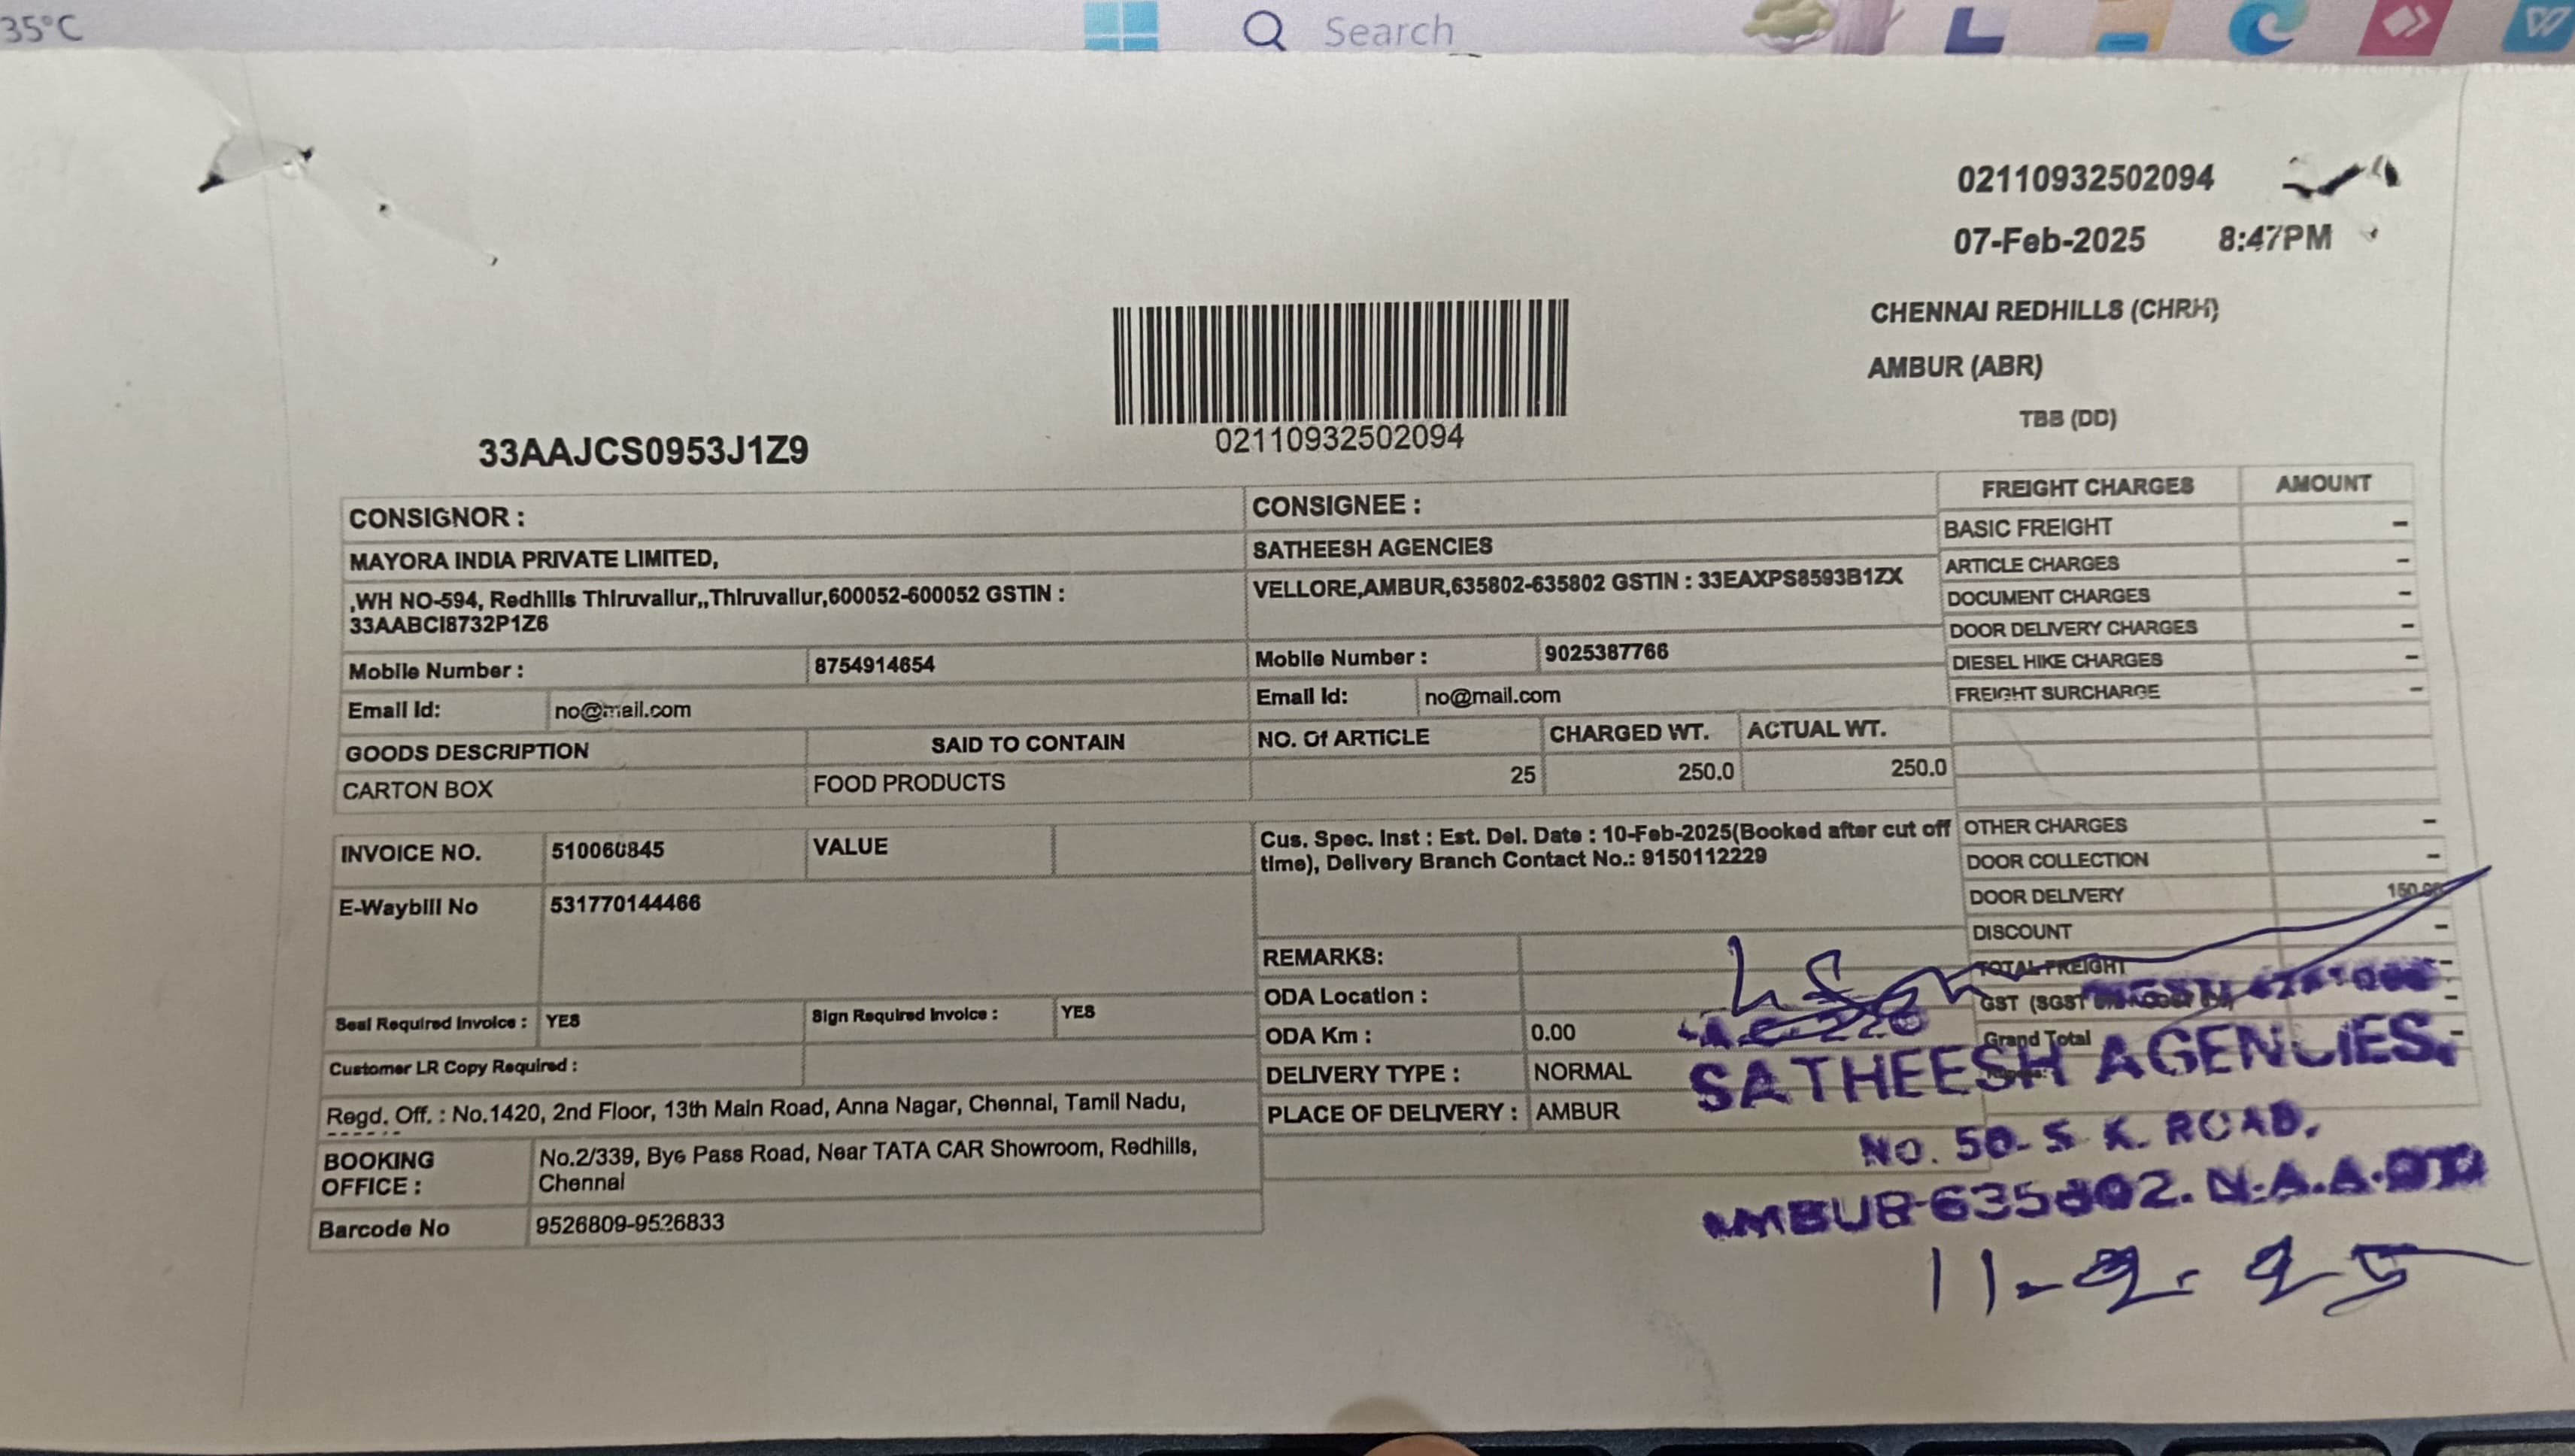 35°C
Search
02110932502094
07-Feb-2025 8:47PM
CHENNAI REDHILLS (CHRH)
AMBUR (ABR)
TBB (DD)
02110932502094
33AAJCS0953J1Z9
CONSIGNOR :
MAYORA INDIA PRIVATE LIMITED,
,WH NO-594, Redhills Thiruvallur,,Thiruvallur,600052-600052 GSTIN :
33AABCI8732P1Z6
Mobile Number : 8754914654
Email Id: no@mail.com
GOODS DESCRIPTION SAID TO CONTAIN
CARTON BOX FOOD PRODUCTS
CONSIGNEE :
SATHEESH AGENCIES
VELLORE,AMBUR,635802-635802 GSTIN : 33EAXPS8593B1ZX
Mobile Number : 9025387766
Email Id: no@mail.com
NO. Of ARTICLE CHARGED WT. ACTUAL WT.
25 250.0 250.0
FREIGHT CHARGES AMOUNT
BASIC FREIGHT -
ARTICLE CHARGES -
DOCUMENT CHARGES -
DOOR DELIVERY CHARGES -
DIESEL HIKE CHARGES -
FREIGHT SURCHARGE -
OTHER CHARGES -
DOOR COLLECTION -
DOOR DELIVERY
DISCOUNT -
TOTAL FREIGHT -
GST (SGST
Grand Total -
INVOICE NO. 510060845 VALUE
E-Waybill No 531770144466
Seal Required Invoice : YES Sign Required Invoice : YES
Customer LR Copy Required :
Regd. Off. : No.1420, 2nd Floor, 13th Main Road, Anna Nagar, Chennai, Tamil Nadu,
BOOKING OFFICE : No.2/339, Bye Pass Road, Near TATA CAR Showroom, Redhills,
Chennai
Barcode No 9526809-9526833
Cus. Spec. Inst : Est. Del. Date : 10-Feb-2025(Booked after cut off
time), Delivery Branch Contact No.: 9150112229
REMARKS:
ODA Location :
ODA Km : 0.00
DELIVERY TYPE : NORMAL
PLACE OF DELIVERY : AMBUR
SATHEESH AGENCIES,
No. 50- S. K. ROAD,
AMBUR-635802.
11-2-25